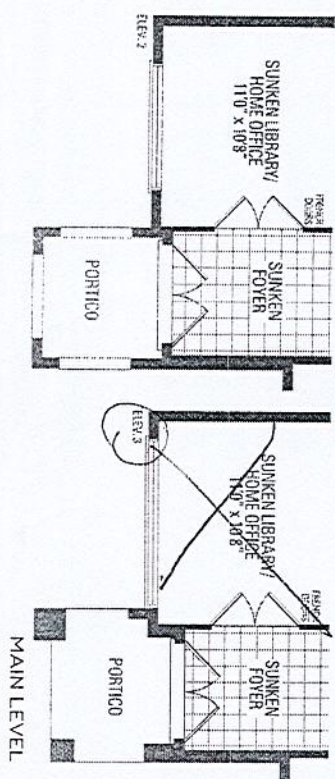 SUNKEN LIBRARY/
HOME OFFICE
11'0" X 10'8"
FRENCH
DOORS
SUNKEN
FOYER
PORTICO
ELEV. 2
SUNKEN LIBRARY/
HOME OFFICE
11'0" X 10'8"
FRENCH
DOORS
SUNKEN
FOYER
PORTICO
ELEV. 3
MAIN LEVEL